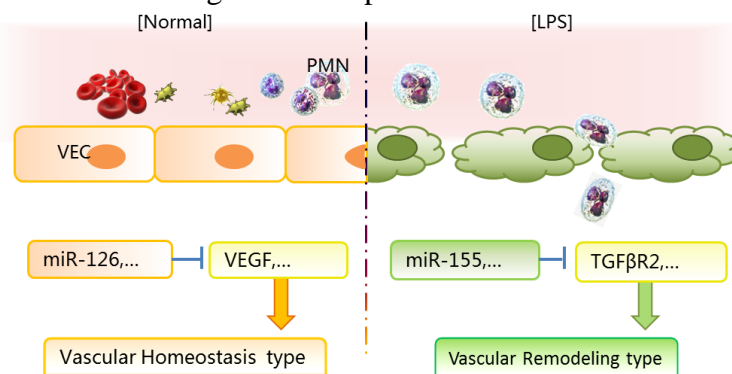 [Normal]
[LPS]
PMN
VEC
miR-126,...
VEGF,...
miR-155,...
TGFβR2,...
Vascular Homeostasis type
Vascular Remodeling type